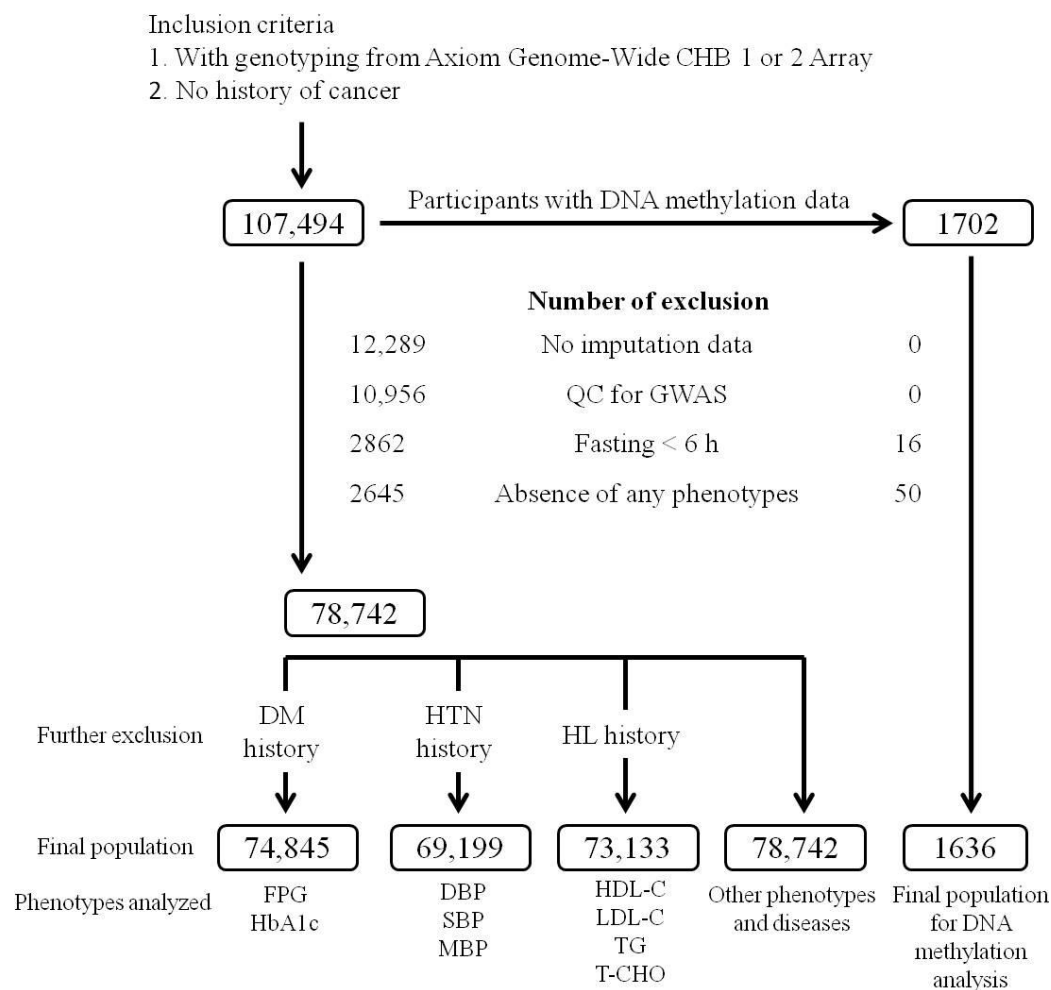 Inclusion criteria
1. With genotyping from Axiom Genome-Wide CHB 1 or 2 Array
2. No history of cancer
Participants with DNA methylation data
107,494
1702
Number of exclusion
12,289 No imputation data 0
10,956 QC for GWAS 0
2862 Fasting < 6 h 16
2645 Absence of any phenotypes 50
78,742
Further exclusion
DM
history
HTN
history
HL history
Final population 74,845 69,199 73,133 78,742 1636
Phenotypes analyzed
FPG
HbA1c
DBP
SBP
MBP
HDL-C
LDL-C
TG
T-CHO
Other phenotypes
and diseases
Final population
for DNA
methylation
analysis